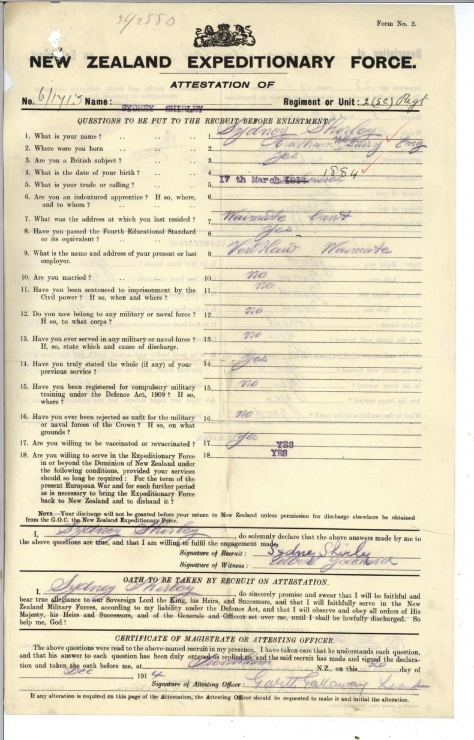 Form No. 2.
NEW ZEALAND EXPEDITIONARY FORCE.
ATTESTATION OF
No. 6/1713 Name: SYDNEY SHIRLEY Regiment or Unit: 2 (SC) Regt
QUESTIONS TO BE PUT TO THE RECRUIT BEFORE ENLISTMENT.
1. What is your name? 1 Sydney Shirley
2. Where were you born 2 Eng
3. Are you a British subject? 3 Yes
4. What is the date of your birth? 4 1884
5. What is your trade or calling? 5 17th March
6. Are you an indentured apprentice? If so, where, and to whom? 6
7. What was the address at which you last resided? 7 Waimate Cant
8. Have you passed the Fourth Educational Standard or its equivalent? 8 Yes
9. What is the name and address of your present or last employer. 9 Waimate
10. Are you married? 10 no
11. Have you been sentenced to imprisonment by the Civil power? If so, when and where? 11 no
12. Do you now belong to any military or naval force? If so, to what corps? 12 no
13. Have you ever served in any military or naval force? If so, state which and cause of discharge. 13 no
14. Have you truly stated the whole (if any) of your previous service? 14 Yes
15. Have you been registered for compulsory military training under the Defence Act, 1909? If so, where? 15 no
16. Have you ever been rejected as unfit for the military or naval forces of the Crown? If so, on what grounds? 16 no
17. Are you willing to be vaccinated or revaccinated? 17 Yes YES
18. Are you willing to serve in the Expeditionary Force in or beyond the Dominion of New Zealand under the following conditions, provided your services should so long be required: For the term of the present European War and for such further period as is necessary to bring the Expeditionary Force back to New Zealand and to disband it? 18 YES
NOTE.—Your discharge will not be granted before your return to New Zealand unless permission for discharge elsewhere be obtained
from the G.O.C. the New Zealand Expeditionary Force.
I, Sydney Shirley, do solemnly declare that the above answers made by me to
the above questions are true, and that I am willing to fulfil the engagement made.
Signature of Recruit: Sydney Shirley
Signature of Witness: Goddard
OATH TO BE TAKEN BY RECRUIT ON ATTESTATION.
I, Sydney Shirley do sincerely promise and swear that I will be faithful and
bear true allegiance to our Sovereign Lord the King, his Heirs, and Successors, and that I will faithfully serve in the New
Zealand Military Forces, according to my liability under the Defence Act, and that I will observe and obey all orders of His
Majesty, his Heirs and Successors, and of the Generals and Officers set over me, until I shall be lawfully discharged. So
help me, God!
CERTIFICATE OF MAGISTRATE OR ATTESTING OFFICER.
The above questions were read to the above-named recruit in my presence. I have taken care that he understands each question,
and that his answer to each question has been duly entered as replied to, and the said recruit has made and signed the declara-
tion and taken the oath before me, at N.Z., on this 20 day of
Dec 1914
Signature of Attesting Officer: Garth Galloway Lieut
If any alteration is required on this page of the Attestation, the Attesting Officer should be requested to make it and initial the alteration.